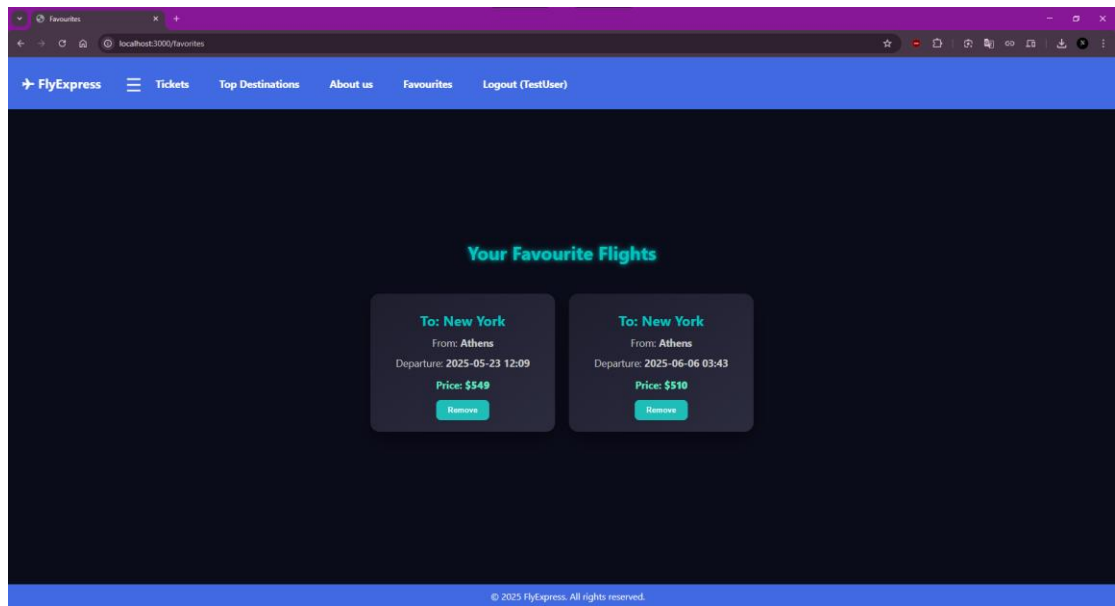 Favourites
localhost:3000/favorites
FlyExpress
Tickets
Top Destinations
About us
Favourites
Logout (TestUser)
Your Favourite Flights
To: New York
From: Athens
Departure: 2025-05-23 12:09
Price: $549
Remove
To: New York
From: Athens
Departure: 2025-06-06 03:43
Price: $510
Remove
© 2025 FlyExpress. All rights reserved.